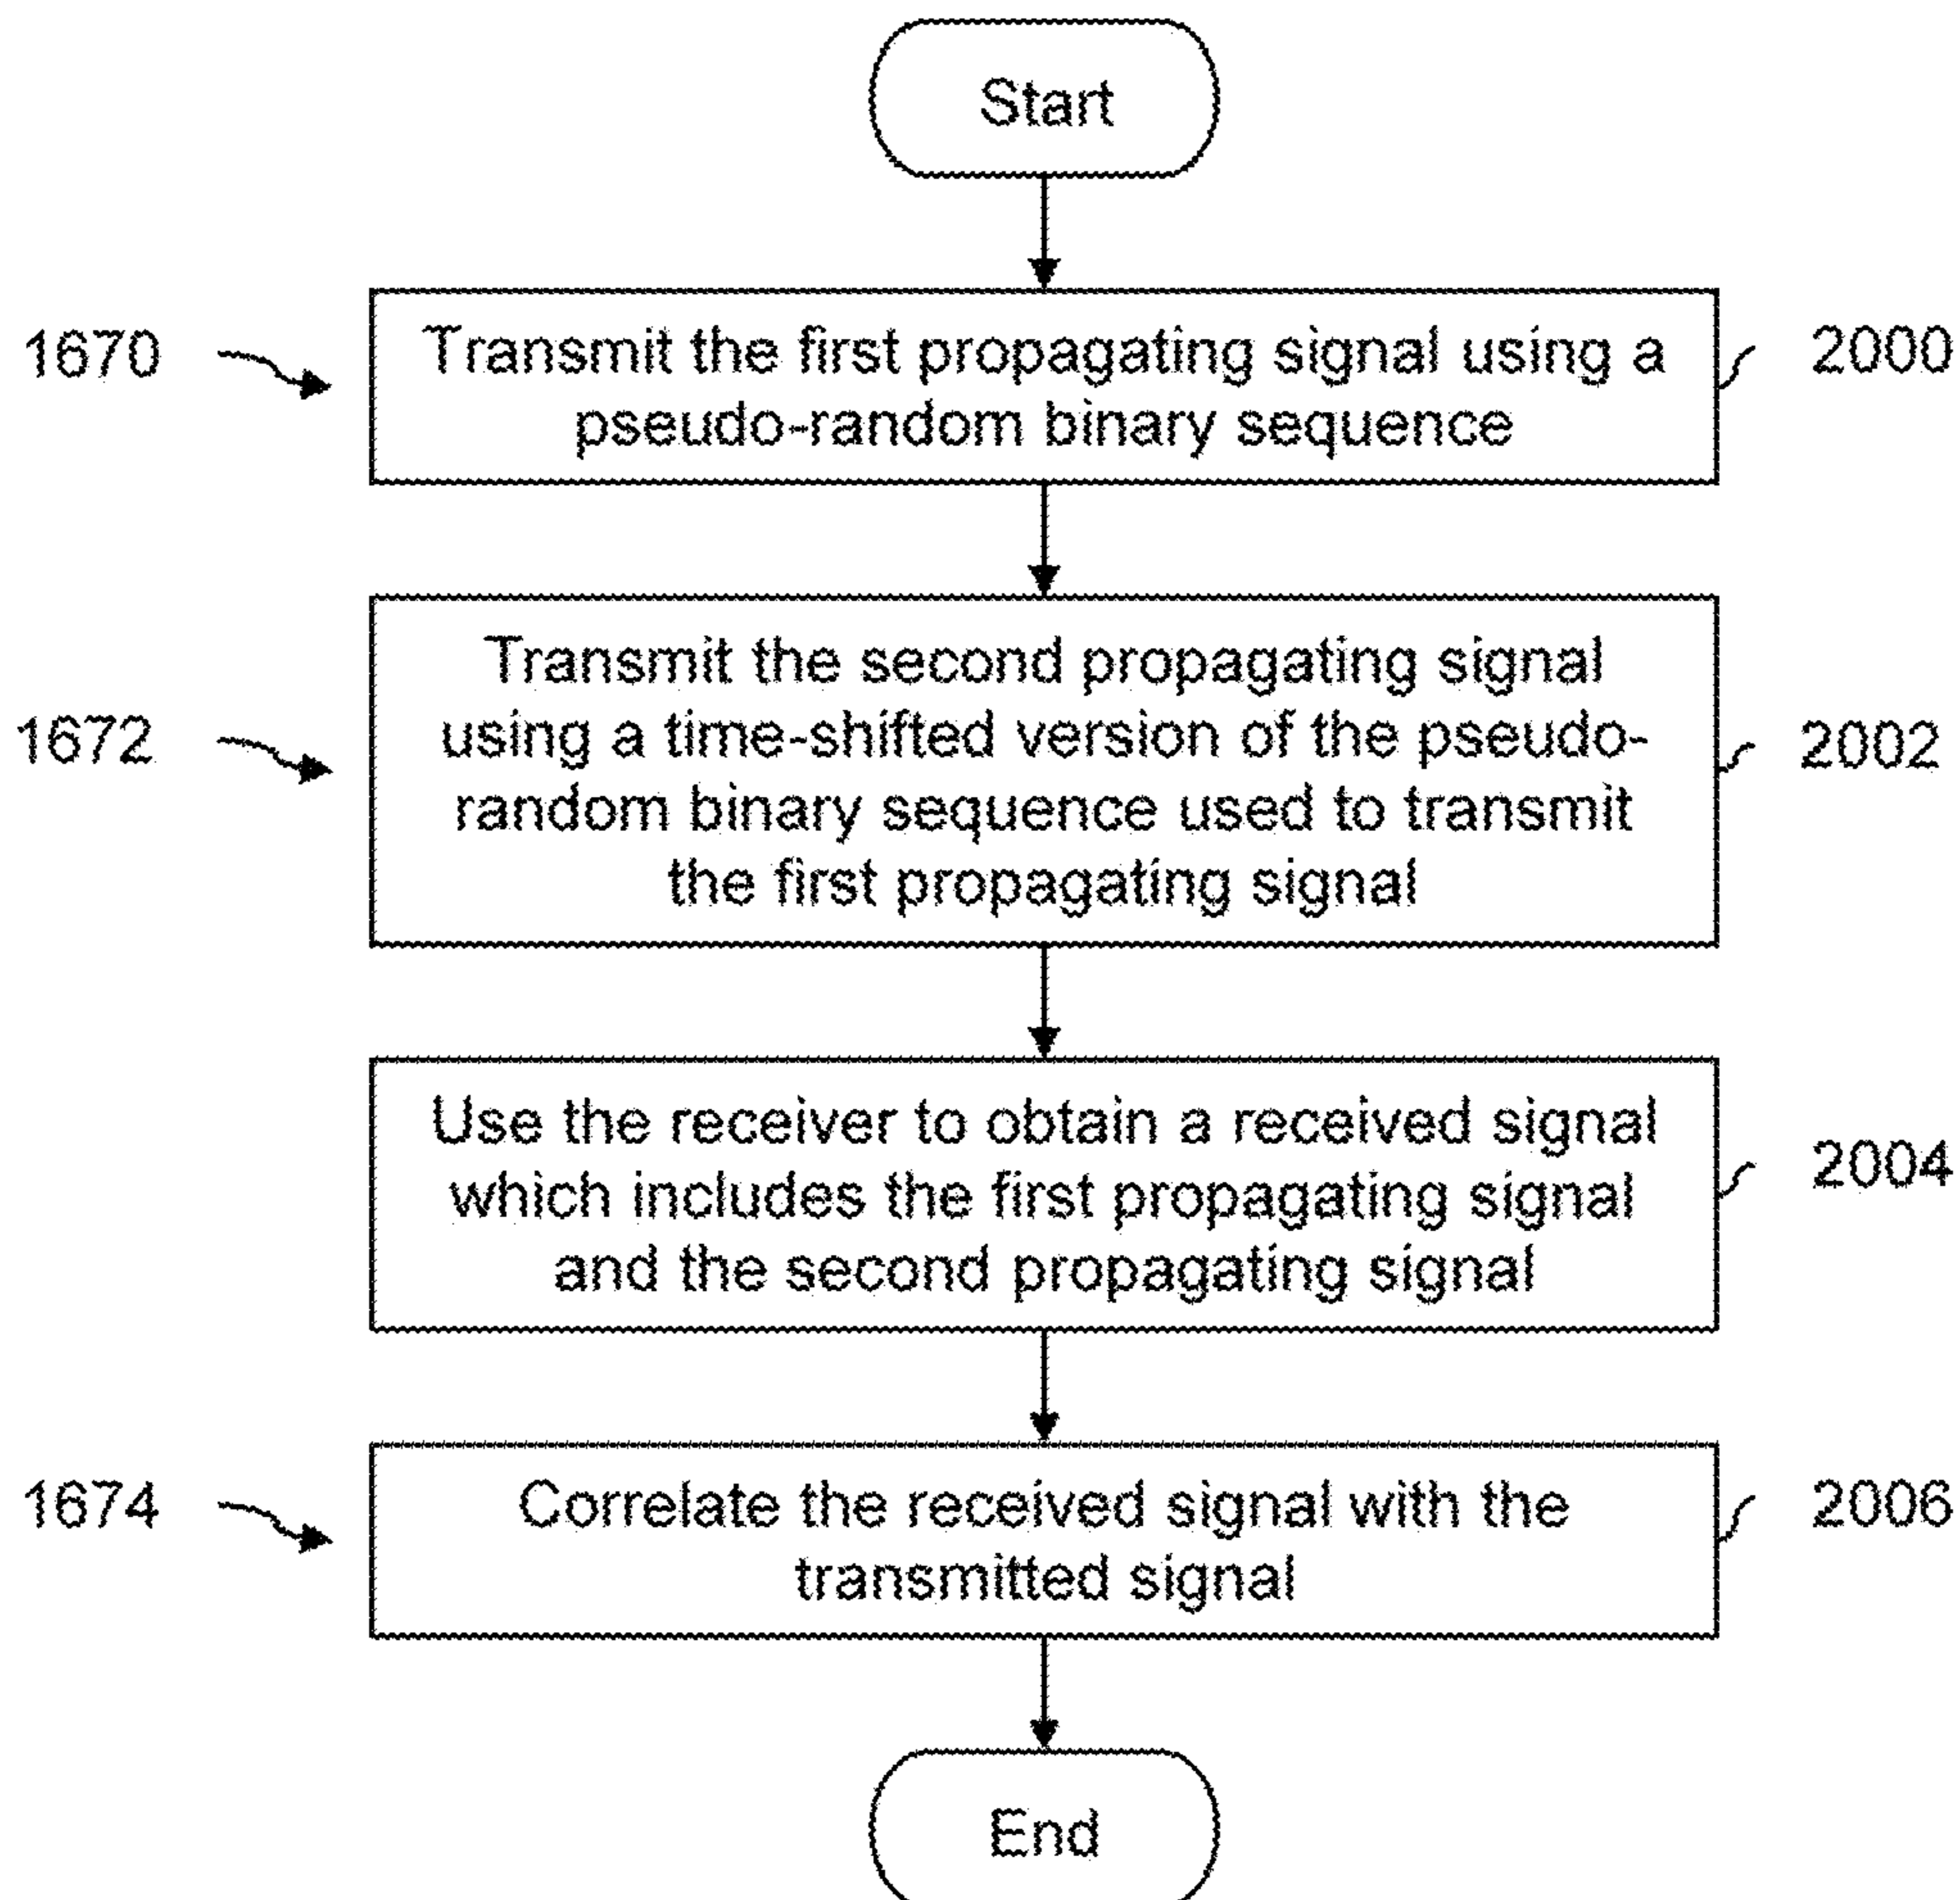 Start
1670
Transmit the first propagating signal using a
pseudo-random binary sequence
2000
1672
Transmit the second propagating signal
using a time-shifted version of the pseudo-
random binary sequence used to transmit
the first propagating signal
2002
Use the receiver to obtain a received signal
which includes the first propagating signal
and the second propagating signal
2004
1674
Correlate the received signal with the
transmitted signal
2006
End